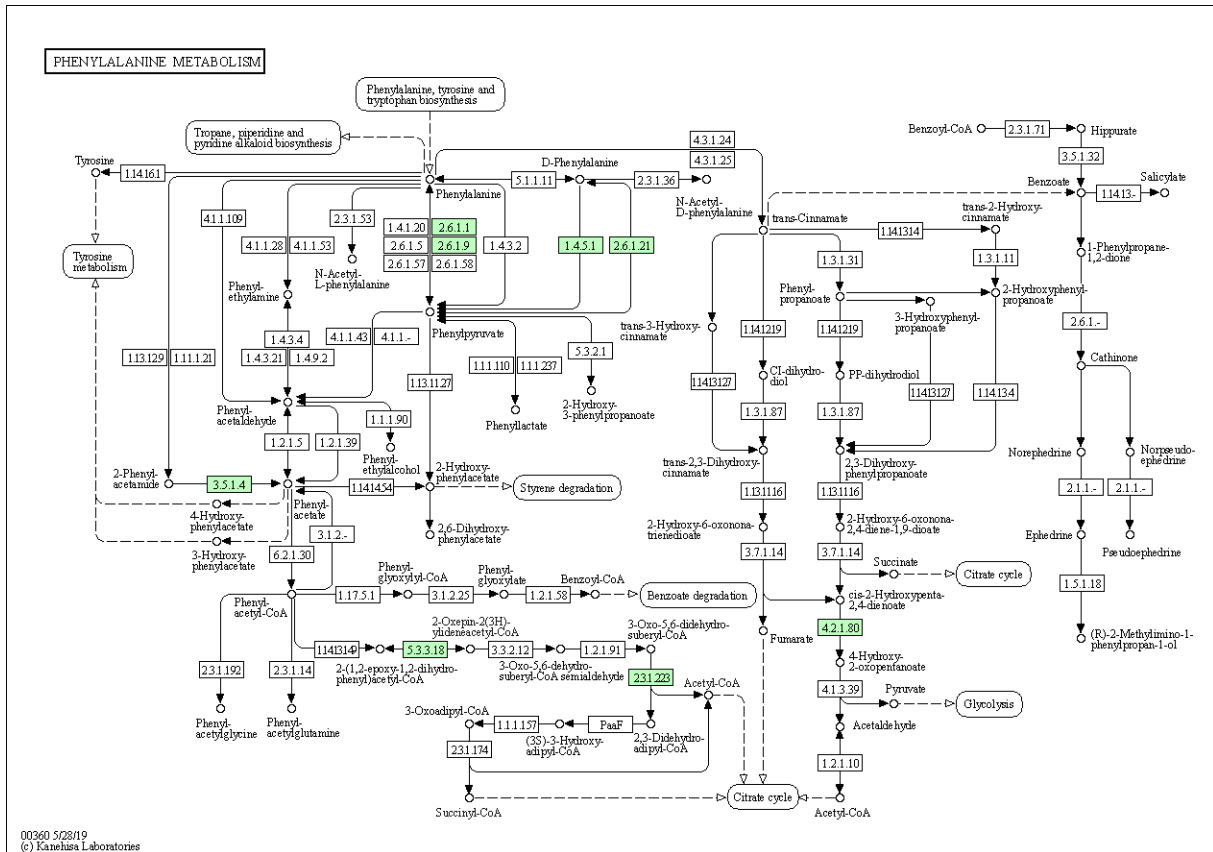 PHENYLALANINE METABOLISM
Phenylalanine, tyrosine and
tryptophan biosynthesis
Tropane, piperidine and
pyridine alkaloid biosynthesis
Benzoyl-CoA
2.3.1.71
Hippurate
3.5.1.32
Benzoate
1.14.13.-
Salicylate
Tyrosine
1.14.16.1
4.3.1.24
4.3.1.25
D-Phenylalanine
5.1.1.11
2.3.1.36
Phenylalanine
N-Acetyl-
D-phenylalanine
trans-Cinnamate
trans-2-Hydroxy-
cinnamate
1.14.13.14
4.1.1.109
2.3.1.53
1.4.1.20
2.6.1.1
4.1.1.28
4.1.1.53
2.6.1.5
2.6.1.9
1.4.3.2
1.4.5.1
2.6.1.21
2.6.1.57
2.6.1.58
N-Acetyl-
L-phenylalanine
Tyrosine
metabolism
1.3.1.31
1.3.1.11
1-Phenylpropane-
1,2-dione
Phenyl-
ethylamine
Phenyl-
propanoate
2-Hydroxyphenyl-
propanoate
3-Hydroxyphenyl-
propanoate
Phenylpyruvate
trans-3-Hydroxy-
cinnamate
1.14.12.19
1.14.12.19
2.6.1.-
1.4.3.4
1.4.3.21
1.4.9.2
4.1.1.43
4.1.1.-
5.3.2.1
1.13.12.9
1.11.1.21
1.1.1.110
1.1.1.237
Cathinone
1.13.11.27
CI-dihydro-
diol
PP-dihydrodiol
1.14.13.127
1.14.13.127
1.14.13.4
2-Hydroxy-
3-phenylpropanoate
Phenyl-
acetaldehyde
1.1.1.90
Phenyllactate
1.3.1.87
1.3.1.87
1.2.1.5
1.2.1.39
Phenyl-
ethylalcohol
trans-2,3-Dihydroxy-
cinnamate
2,3-Dihydroxy-
phenylpropanoate
Norephedrine
Norpseudo-
ephedrine
2-Phenyl-
acetamide
3.5.1.4
1.14.14.54
2-Hydroxy-
phenylacetate
Styrene degradation
1.13.11.16
1.13.11.16
2.1.1.-
2.1.1.-
Phenyl-
acetate
4-Hydroxy-
phenylacetate
3.1.2.-
2,6-Dihydroxy-
phenylacetate
2-Hydroxy-6-oxonona-
trienedioate
2-Hydroxy-6-oxonona-
2,4-diene-1,9-dioate
Ephedrine
Pseudoephedrine
3-Hydroxy-
phenylacetate
6.2.1.30
3.7.1.14
3.7.1.14
Succinate
Citrate cycle
1.5.1.18
Phenyl-
glyoxylyl-CoA
Phenyl-
glyoxylate
Benzoyl-CoA
Phenyl-
acetyl-CoA
1.17.5.1
3.1.2.25
1.2.1.58
Benzoate degradation
cis-2-Hydroxypenta-
2,4-dienoate
Fumarate
4.2.1.80
(R)-2-Methylimino-1-
phenylpropan-1-ol
2-Oxepin-2(3H)-
ylideneacetyl-CoA
3-Oxo-5,6-didehydro-
suberyl-CoA
1.14.13.149
5.3.3.18
3.3.2.12
1.2.1.91
2-(1,2-epoxy-1,2-dihydro-
phenyl)acetyl-CoA
3-Oxo-5,6-dehydro-
suberyl-CoA semialdehyde
2.3.1.223
4-Hydroxy-
2-oxopentanoate
2.3.1.192
2.3.1.14
Acetyl-CoA
4.1.3.39
Pyruvate
Glycolysis
Phenyl-
acetylglycine
Phenyl-
acetylglutamine
3-Oxoadipyl-CoA
1.1.1.157
PaaF
(3S)-3-Hydroxy-
adipyl-CoA
2,3-Didehydro-
adipyl-CoA
Acetaldehyde
2.3.1.174
1.2.1.10
Succinyl-CoA
Citrate cycle
Acetyl-CoA
00360 5/28/19
(c) Kanehisa Laboratories